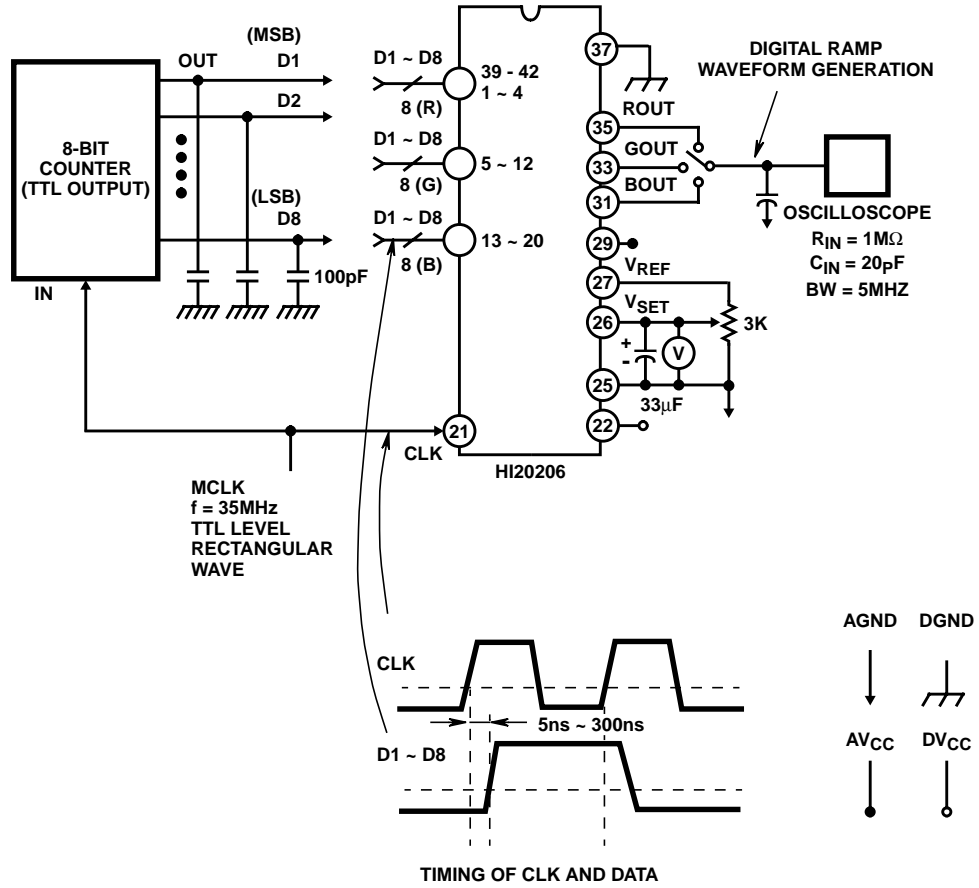 (MSB)
OUT D1
D2
8-BIT
COUNTER
(TTL OUTPUT)
(LSB)
D8
IN
100pF
D1 ~ D8
8 (R)
39 - 42
1 ~ 4
D1 ~ D8
8 (G)
5 ~ 12
D1 ~ D8
8 (B)
13 ~ 20
21
CLK
HI20206
37
35
33
31
29
27
26
25
22
ROUT
GOUT
BOUT
VREF
VSET
DIGITAL RAMP
WAVEFORM GENERATION
OSCILLOSCOPE
RIN = 1MΩ
CIN = 20PF
BW = 5MHZ
3K
+
-
V
33µF
MCLK
f = 35MHz
TTL LEVEL
RECTANGULAR
WAVE
CLK
5ns ~ 300ns
D1 ~ D8
TIMING OF CLK AND DATA
AGND DGND
AVCC DVCC